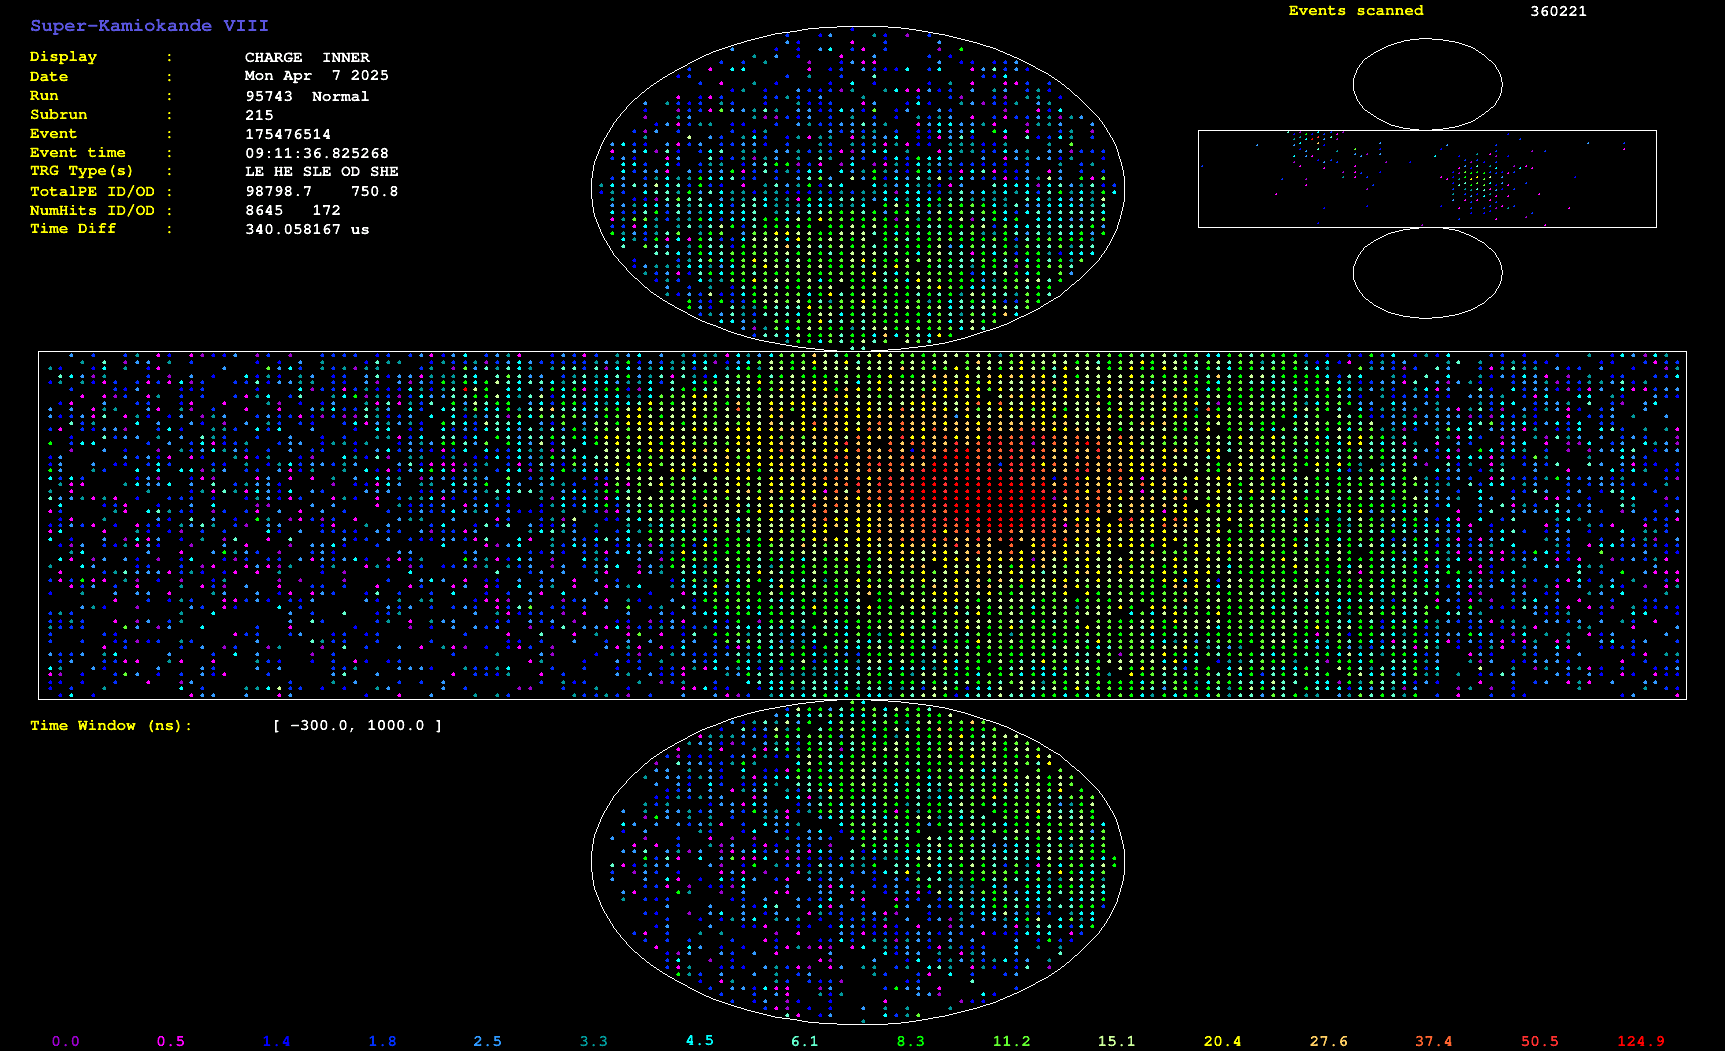 Super-Kamiokande VIII
Events scanned 360221
Display : CHARGE INNER
Date : Mon Apr 7 2025
Run : 95743 Normal
Subrun : 215
Event : 175476514
Event time : 09:11:36.825268
TRG Type(s) : LE HE SLE OD SHE
TotalPE ID/OD : 98798.7 750.8
NumHits ID/OD : 8645 172
Time Diff : 340.058167 us
Time Window (ns): [ -300.0, 1000.0 ]
0.0 0.5 1.4 1.8 2.5 3.3 4.5 6.1 8.3 11.2 15.1 20.4 27.6 37.4 50.5 124.9